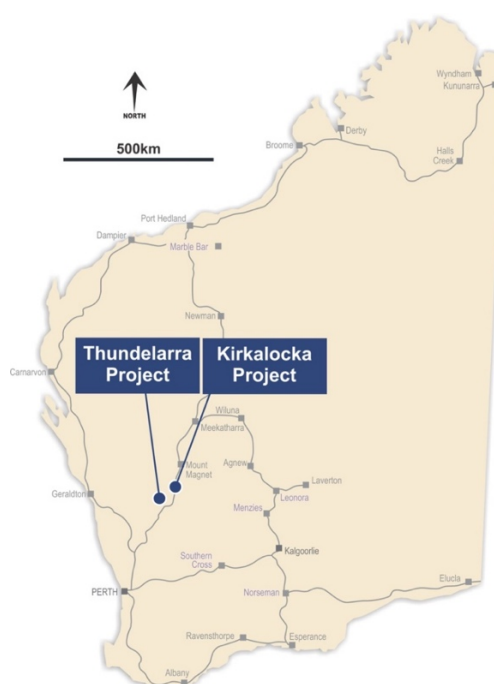 NORTH
500km
Wyndham
Kununurra
Derby
Broome
Halls
Creek
Port Hedland
Dampier
Marble Bar
Newman
Thundelarra
Project
Kirkalocka
Project
Carnarvon
Wiluna
Meekatharra
Mount
Magnet
Agnew
Laverton
Leonora
Geraldton
Menzies
Kalgoorlie
Southern
Cross
PERTH
Norseman
Eucla
Ravensthorpe
Esperance
Albany